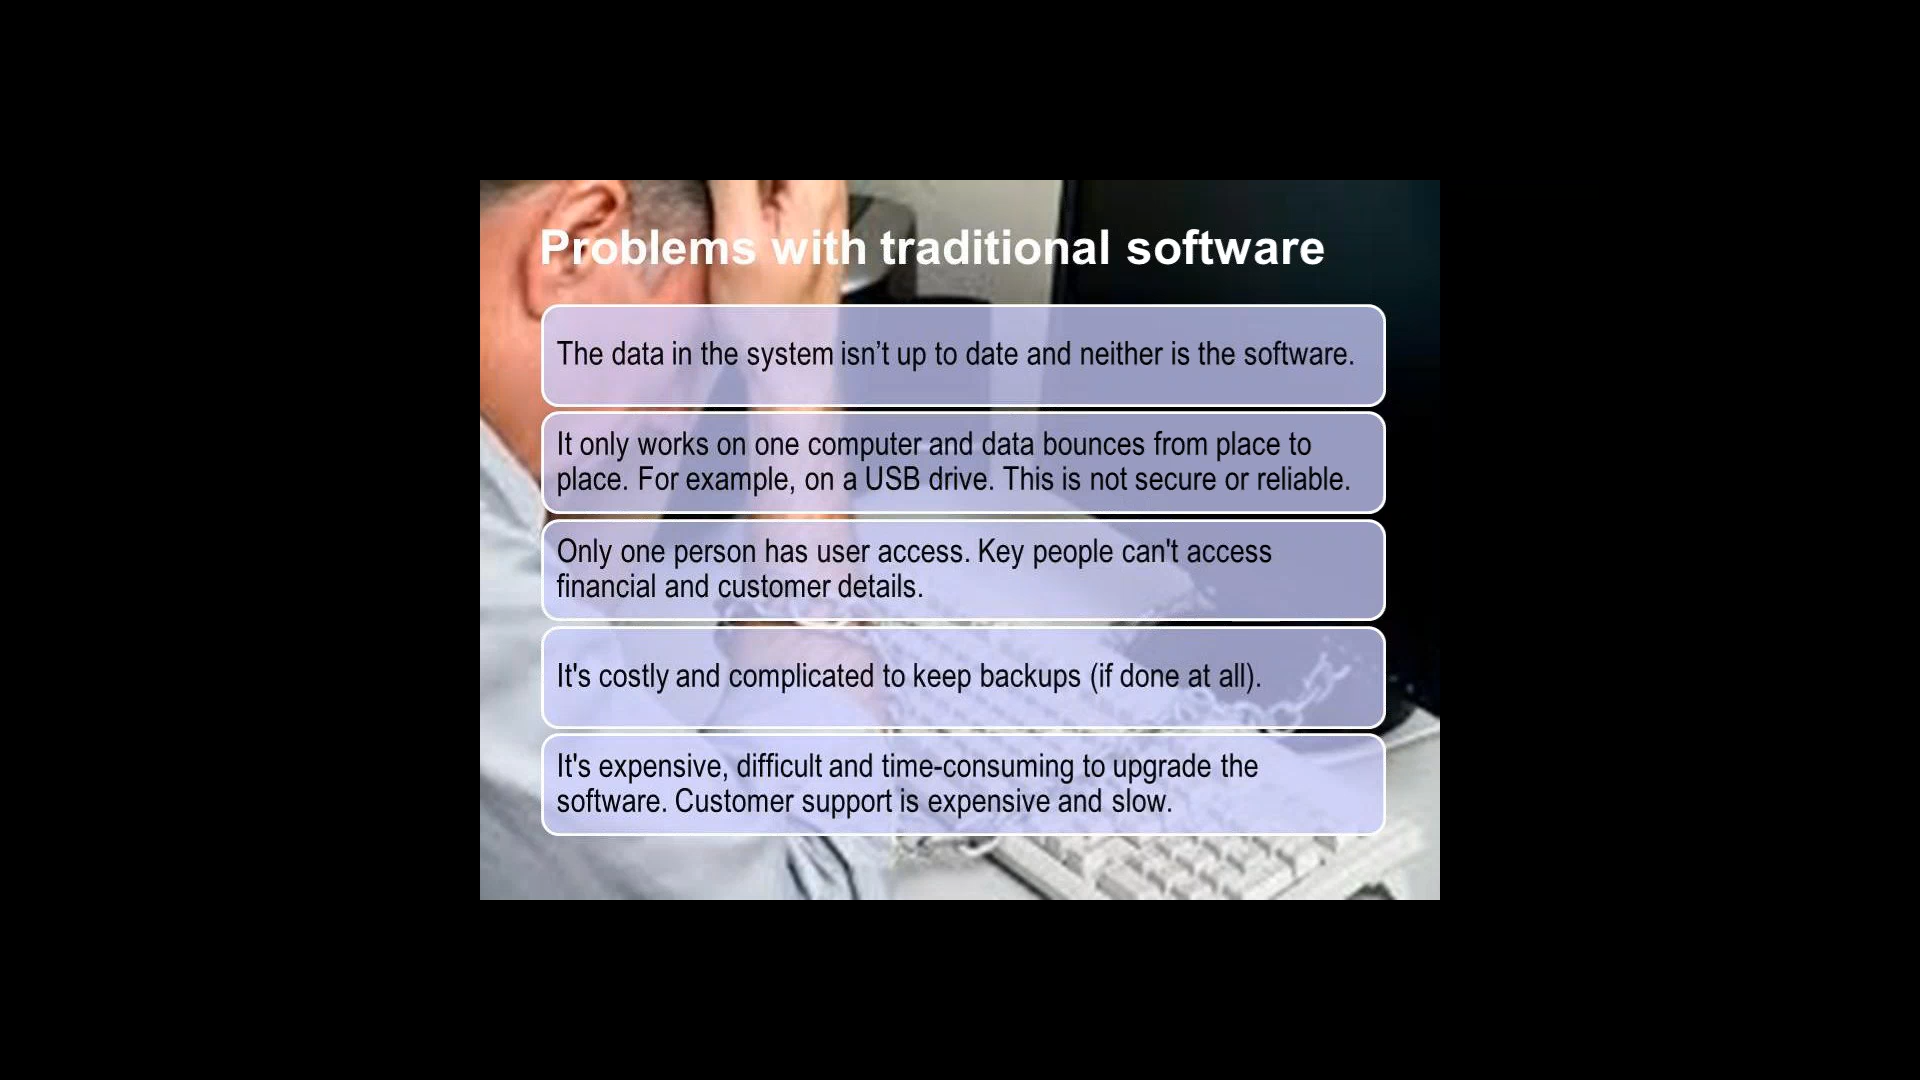 Problems with traditional software
The data in the system isn’t up to date and neither is the software.
It only works on one computer and data bounces from place to
place. For example, on a USB drive. This is not secure or reliable.
Only one person has user access. Key people can't access
financial and customer details.
It's costly and complicated to keep backups (if done at all).
It's expensive, difficult and time-consuming to upgrade the
software. Customer support is expensive and slow.